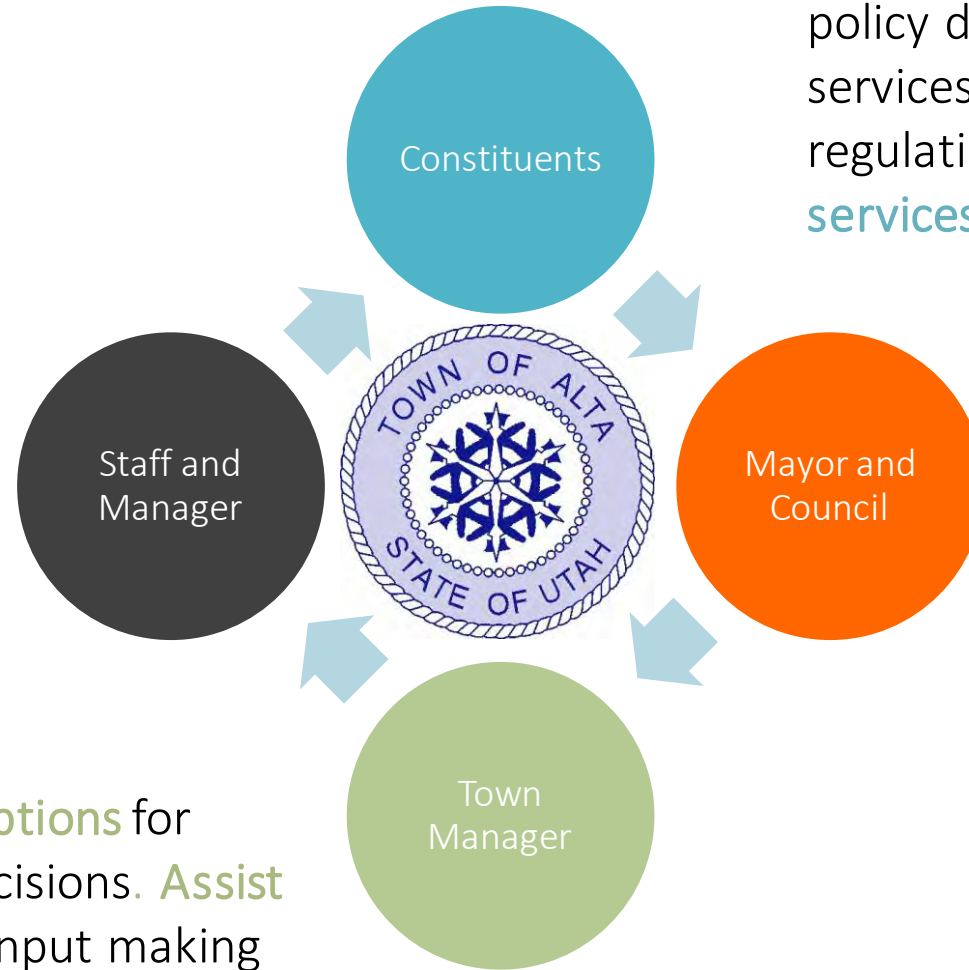 policy d
services
regulati
services
Constituents
TOWN OF ALTA
STATE OF UTAH
Staff and
Manager
Mayor and
Council
Town
Manager
ptions for
cisions. Assist
nput making